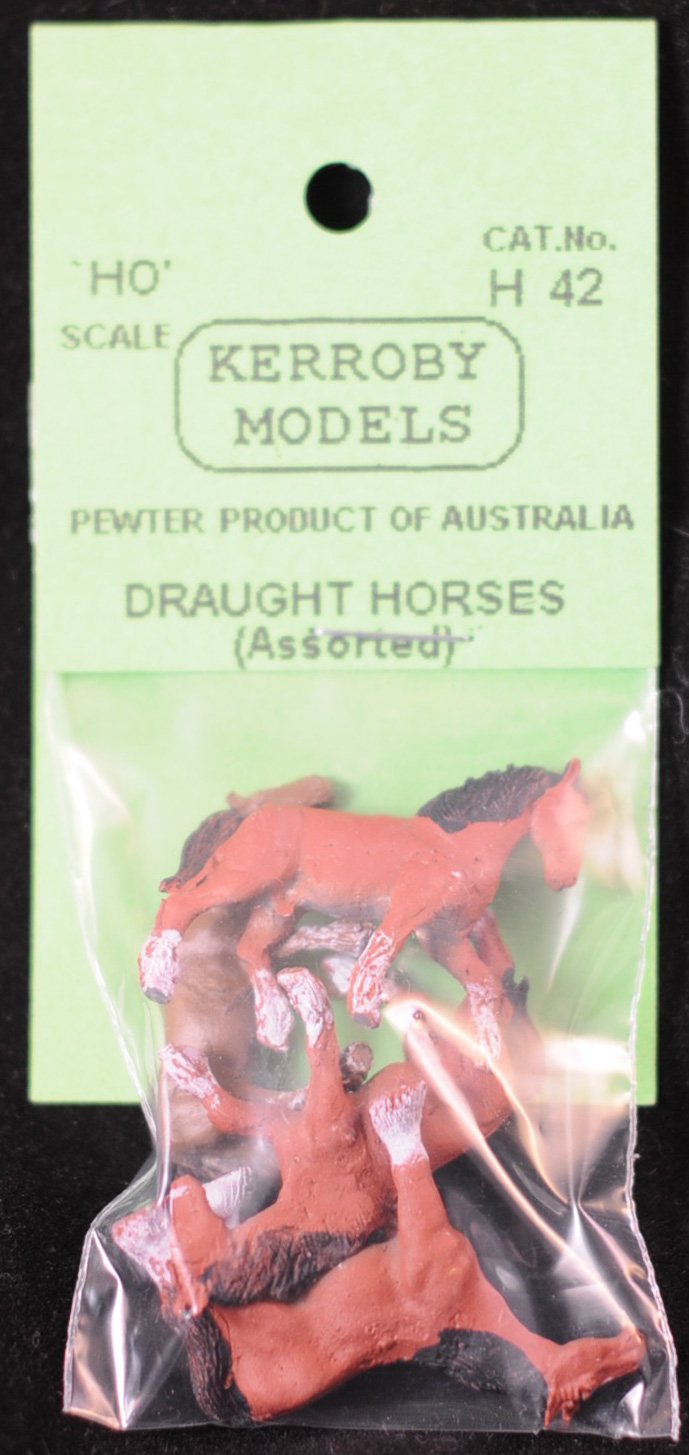 CAT.No.
`HO'
H 42
SCALE
KERROBY
MODELS
PEWTER PRODUCT OF AUSTRALIA
DRAUGHT HORSES
(Assorted)